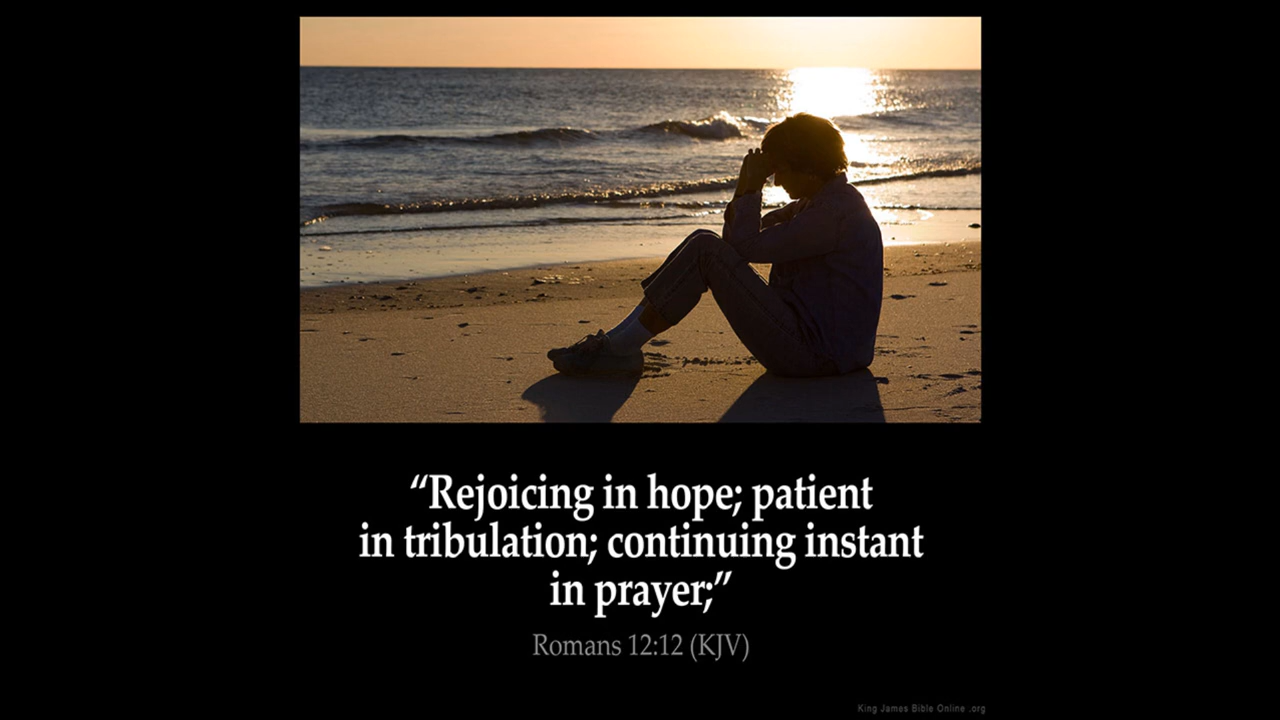 “Rejoicing in hope; patient
in tribulation; continuing instant
in prayer;”
Romans 12:12 (KJV)
King James Bible Online .org